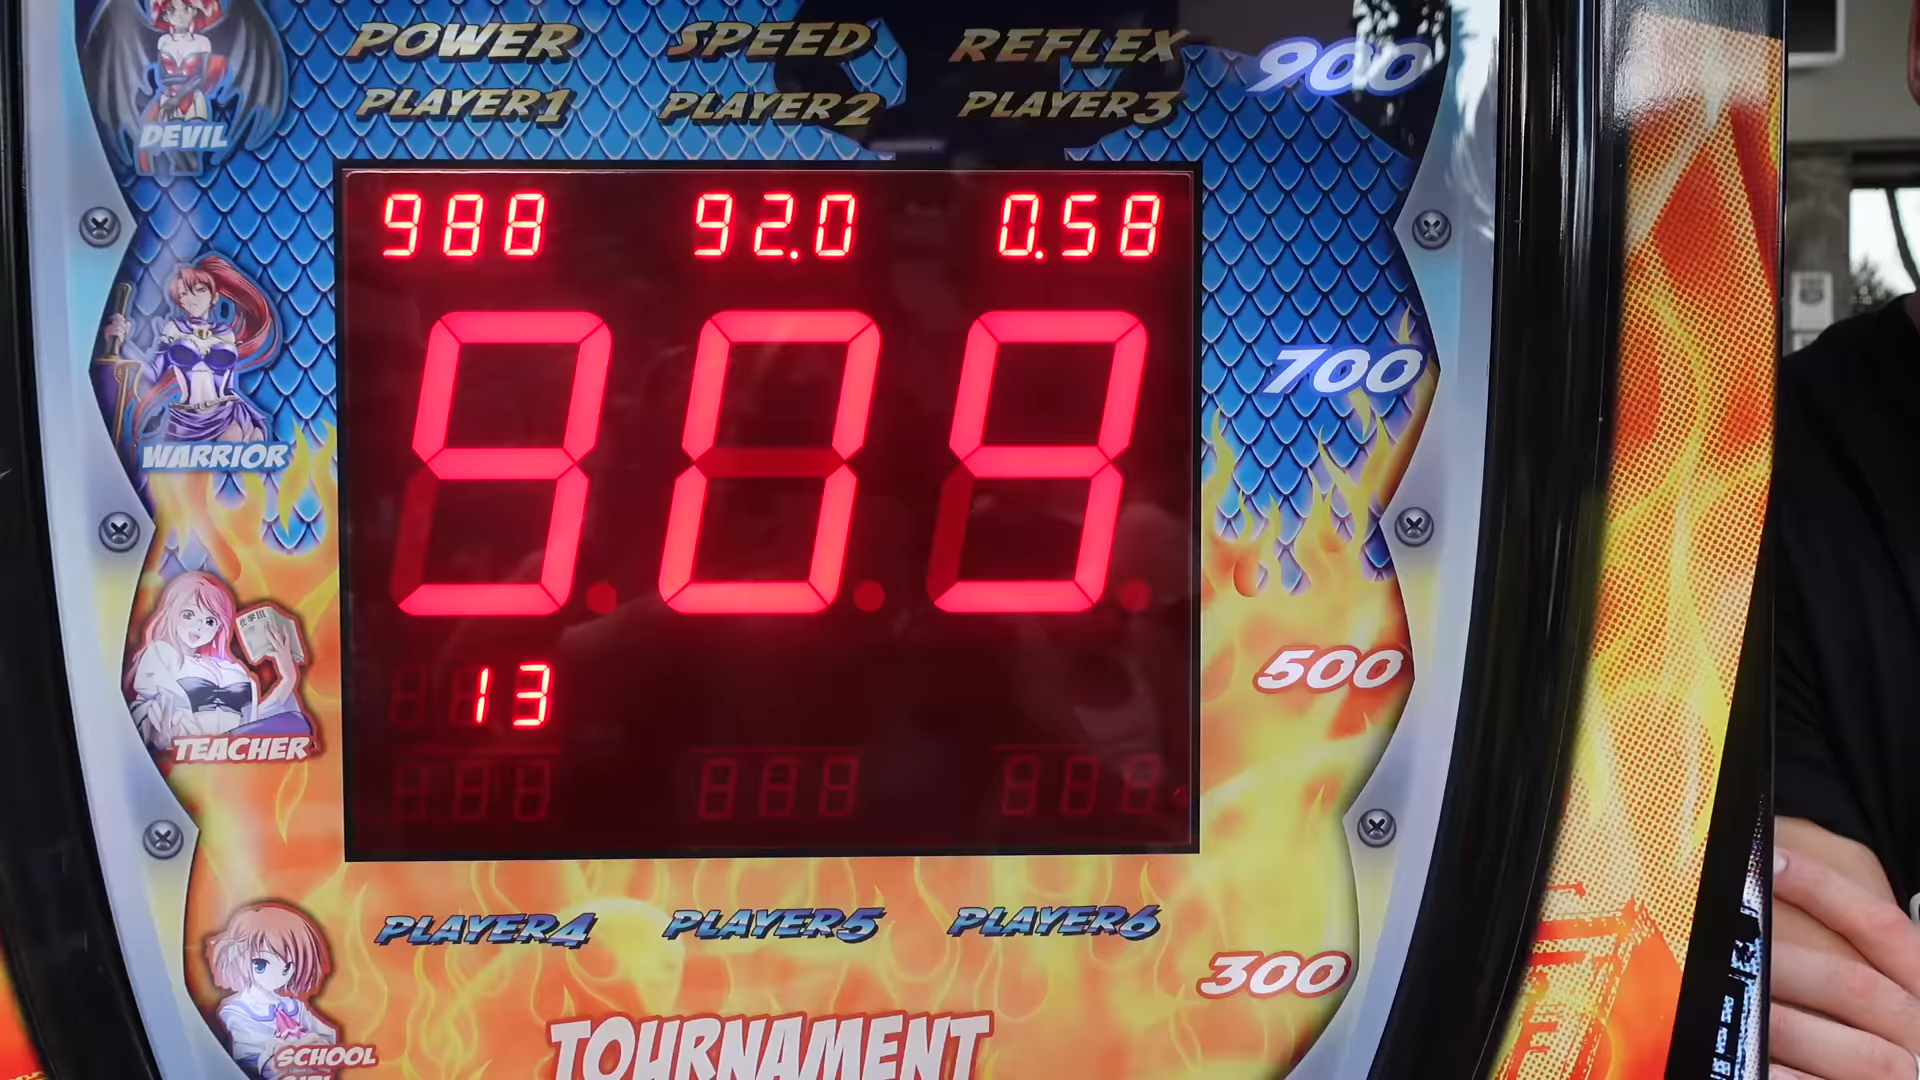 POWER SPEED REFLEX 900
PLAYER1 PLAYER2 PLAYER3
DEVIL
988 92.0 0.58
909
700
WARRIOR
13
500
TEACHER
PLAYER4 PLAYER5 PLAYER6
300
TOURNAMENT
SCHOOL